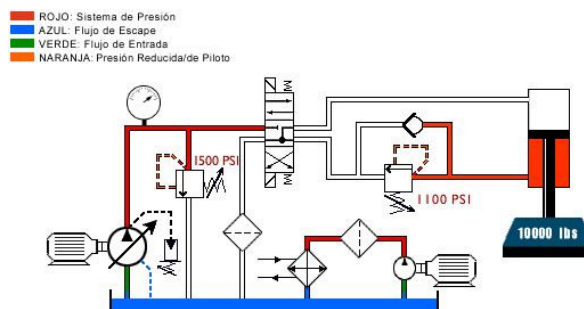 ROJO: Sistema de Presión
AZUL: Flujo de Escape
VERDE: Flujo de Entrada
NARANJA: Presión Reducida/de Piloto
1500 PSI
1100 PSI
10000 lbs